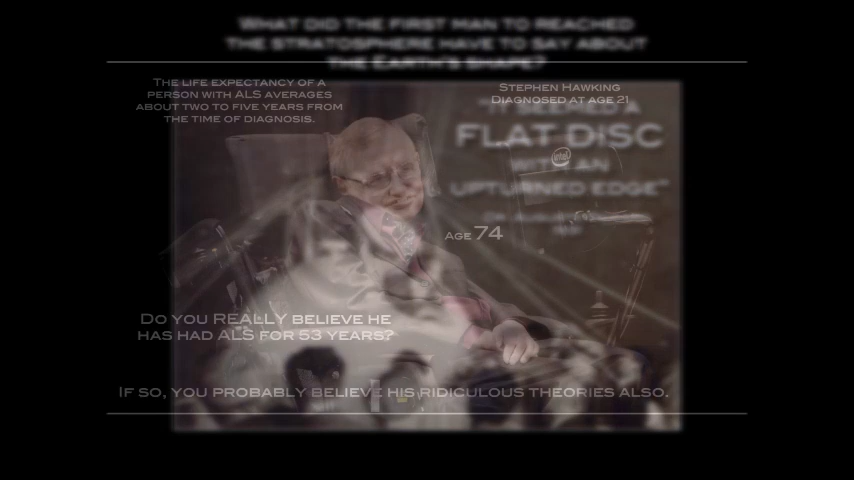 WHAT DID THE FIRST MAN TO REACHED
THE STRATOSPHERE HAVE TO SAY ABOUT
THE EARTH'S SHAPE?
THE LIFE EXPECTANCY OF A
PERSON WITH ALS AVERAGES
ABOUT TWO TO FIVE YEARS FROM
THE TIME OF DIAGNOSIS.
STEPHEN HAWKING
DIAGNOSED AT AGE 21
"IT SEEMED A
FLAT DISC
WITH AN
UPTURNED EDGE"
intel
AGE 74
DO YOU REALLY BELIEVE HE
HAS HAD ALS FOR 53 YEARS?
IF SO, YOU PROBABLY BELIEVE HIS RIDICULOUS THEORIES ALSO.